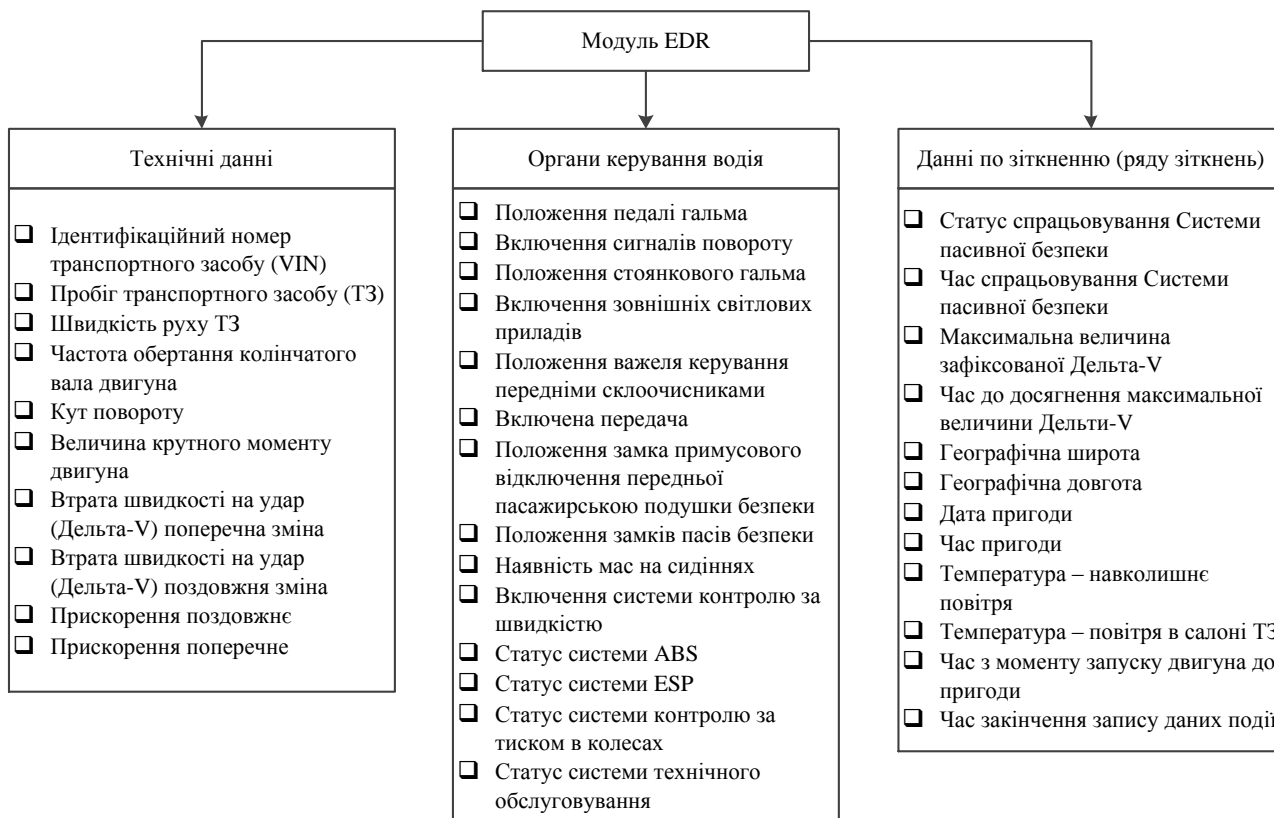 Модуль EDR
Технічні данні
Ідентифікаційний номер
транспортного засобу (VIN)
Пробіг транспортного засобу (ТЗ)
Швидкість руху ТЗ
Частота обертання колінчатого
вала двигуна
Кут повороту
Величина крутного моменту
двигуна
Втрата швидкості на удар
(Дельта-V) поперечна зміна
Втрата швидкості на удар
(Дельта-V) поздовжня зміна
Прискорення поздовжнє
Прискорення поперечне
Органи керування водія
Положення педалі гальма
Включення сигналів повороту
Положення стоянкового гальма
Включення зовнішніх світлових
приладів
Положення важеля керування
передніми склоочисниками
Включена передача
Положення замка примусового
відключення передньої
пасажирською подушки безпеки
Положення замків пасів безпеки
Наявність мас на сидіннях
Включення системи контролю за
швидкістю
Статус системи ABS
Статус системи ESP
Статус системи контролю за
тиском в колесах
Статус системи технічного
обслуговування
Данні по зіткненню (ряду зіткнень)
Статус спрацьовування Системи
пасивної безпеки
Час спрацьовування Системи
пасивної безпеки
Максимальна величина
зафіксованої Дельта-V
Час до досягнення максимальної
величини Дельти-V
Географічна широта
Географічна довгота
Дата пригоди
Час пригоди
Температура – навколишнє
повітря
Температура – повітря в салоні ТЗ
Час з моменту запуску двигуна до
пригоди
Час закінчення запису даних події